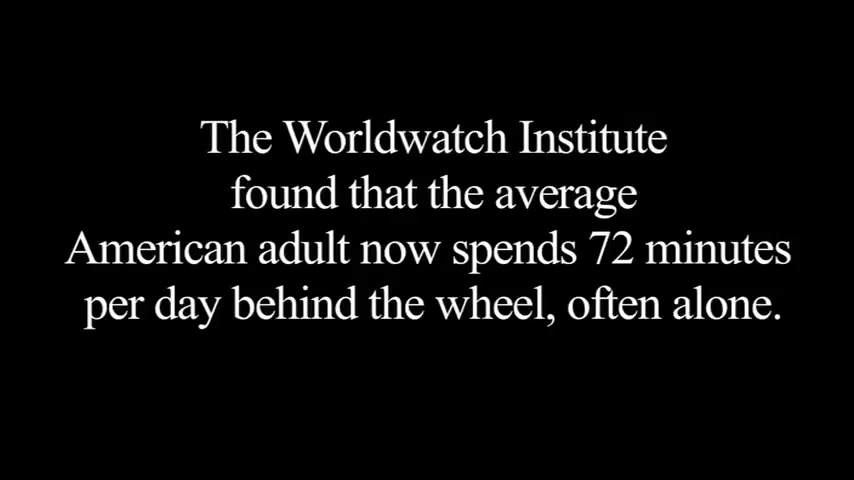 The Worldwatch Institute
found that the average
American adult now spends 72 minutes
per day behind the wheel, often alone.